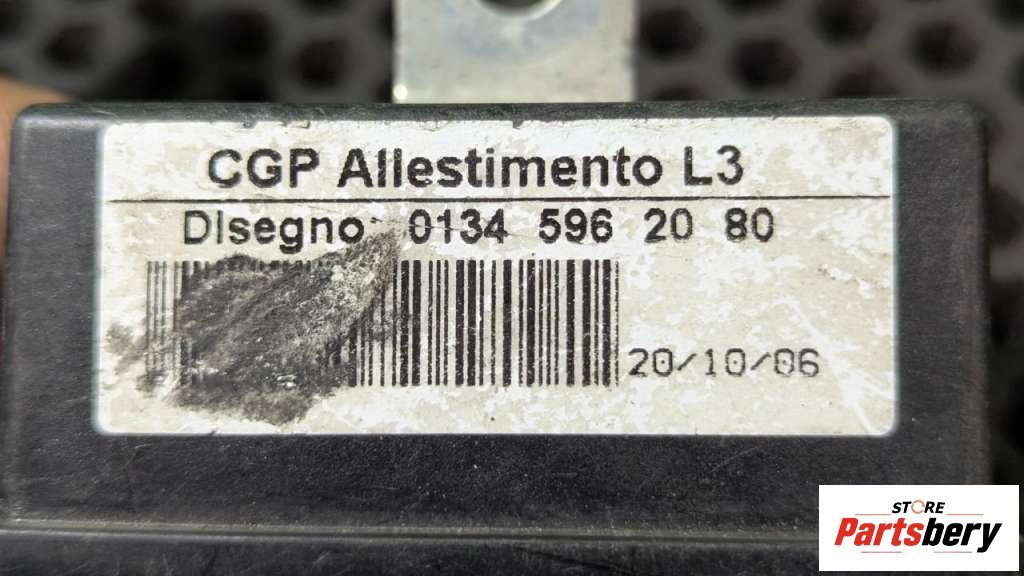 CGP Allestimento L3
Disegno 0134 596 20 80
20/10/06
STORE
Partsbery